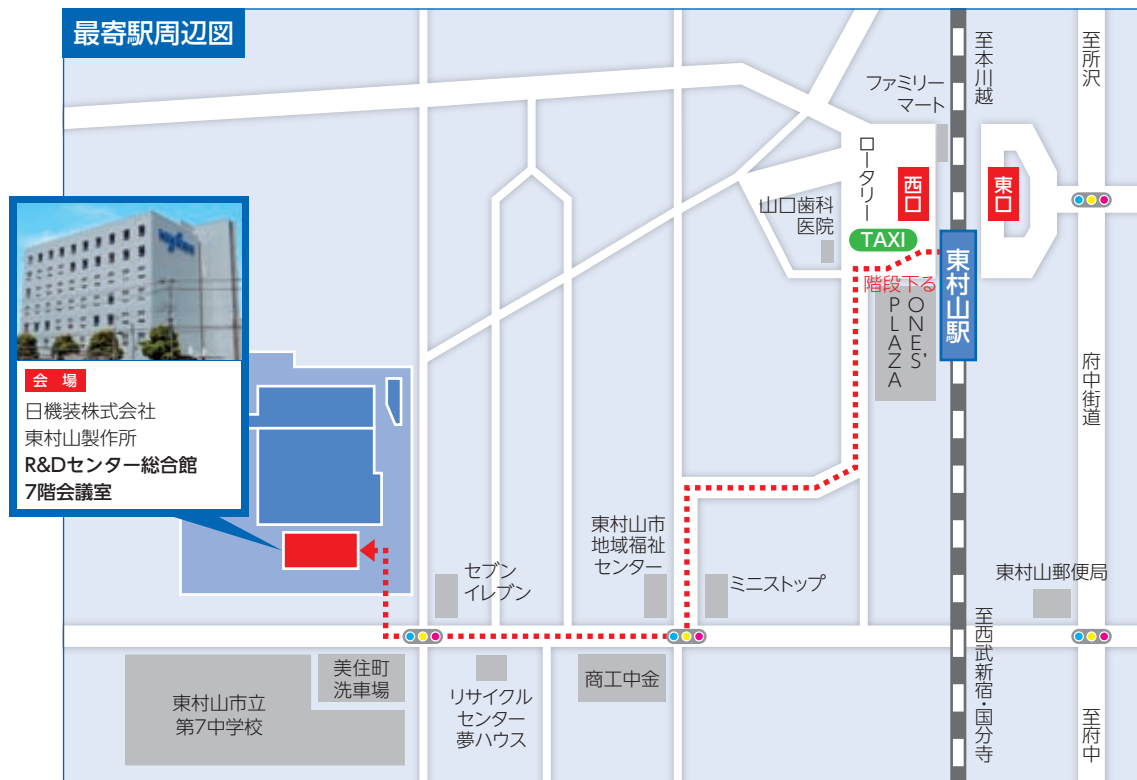 最寄駅周辺図
至本川越
至所沢
ファミリー
マート
ロータリー
西口
東口
山口歯科
医院
TAXI
階段下る
ONES'
PLAZA
東村山駅
府中街道
会場
日機装株式会社
東村山製作所
R&Dセンター総合館
7階会議室
東村山市
地域福祉
センター
セブン
イレブン
ミニストップ
東村山郵便局
至西武新宿・国分寺
美住町
洗車場
東村山市立
第7中学校
リサイクル
センター
夢ハウス
商工中金
至府中